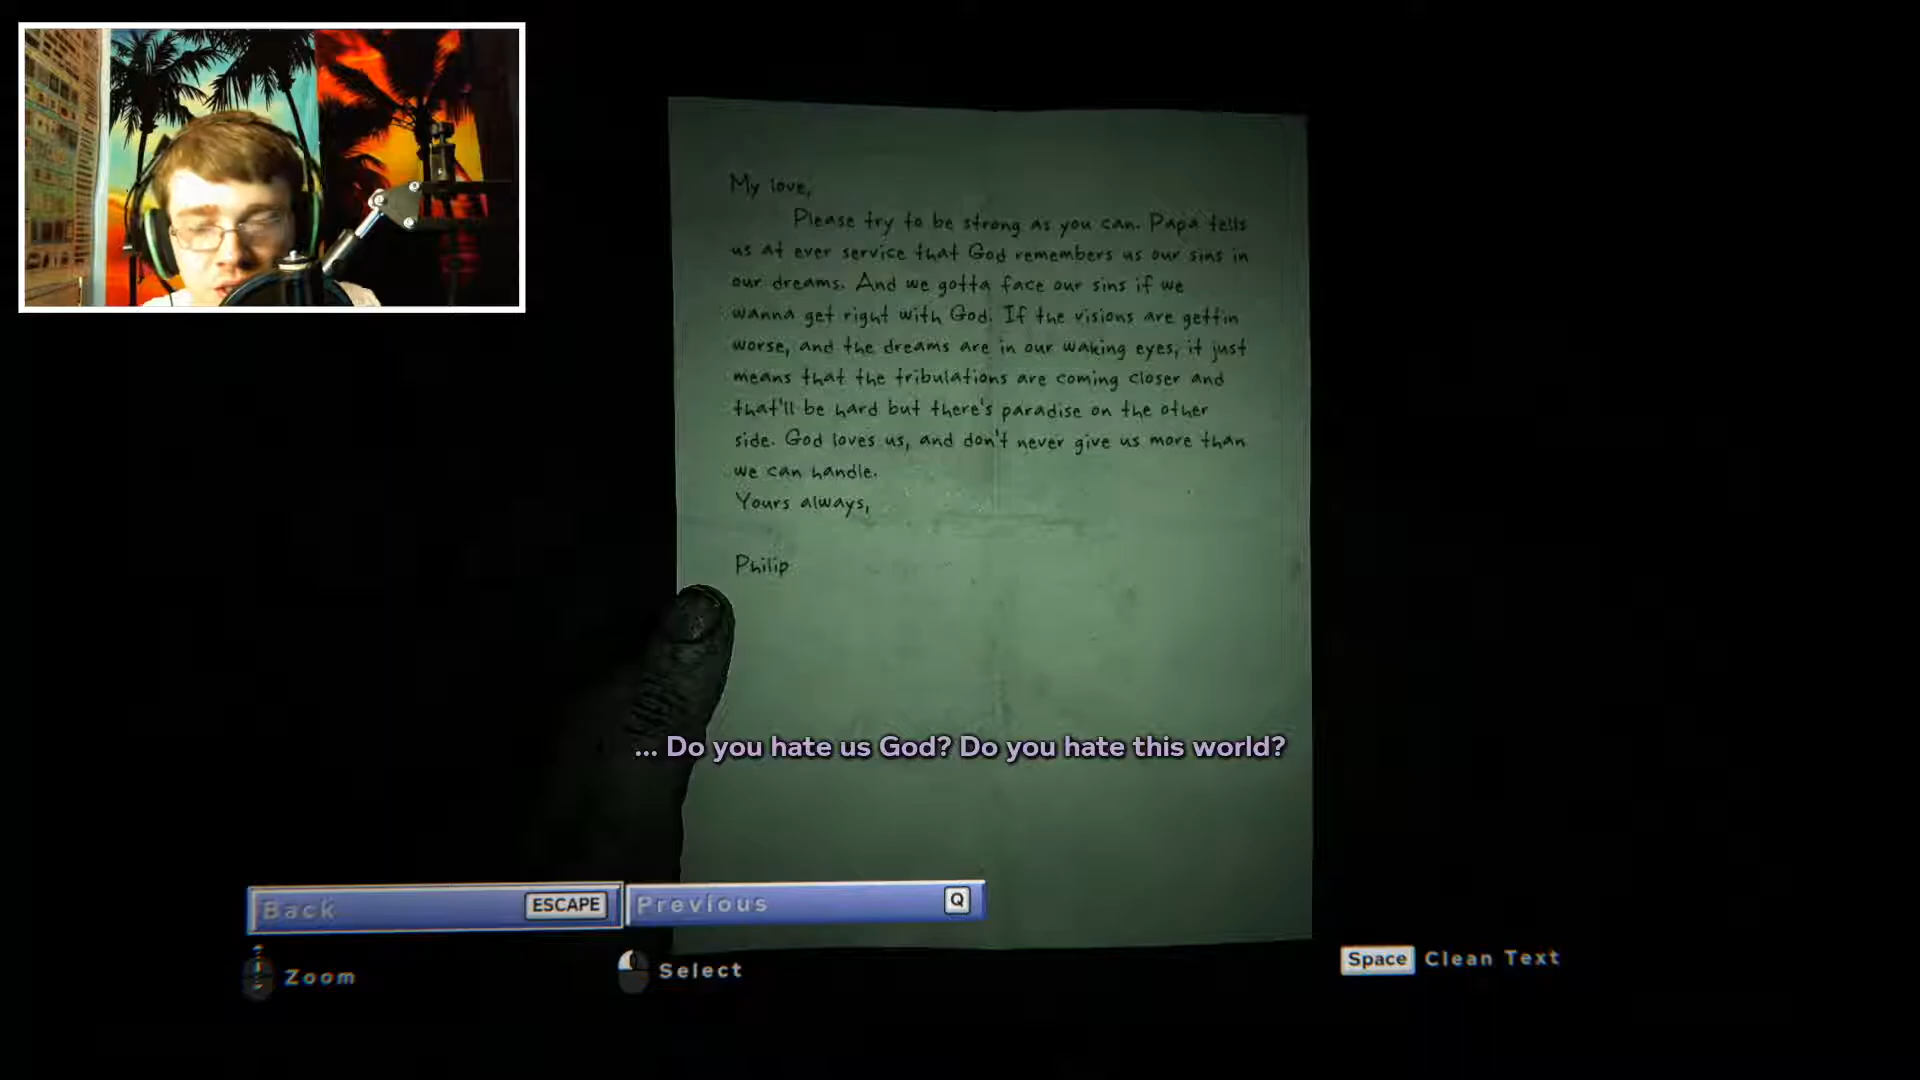 My love,
Please try to be strong as you can. Papa tells
us at ever service that God remembers us our sins in
our dreams. And we gotta face our sins if we
wanna get right with God. If the visions are gettin
worse, and the dreams are in our waking eyes, it just
means that the tribulations are coming closer and
that'll be hard but there's paradise on the other
side. God loves us, and don't never give us more than
we can handle.
Yours always,
Philip
... Do you hate us God? Do you hate this world?
Back ESCAPE Previous Q
Zoom Select Space Clean Text